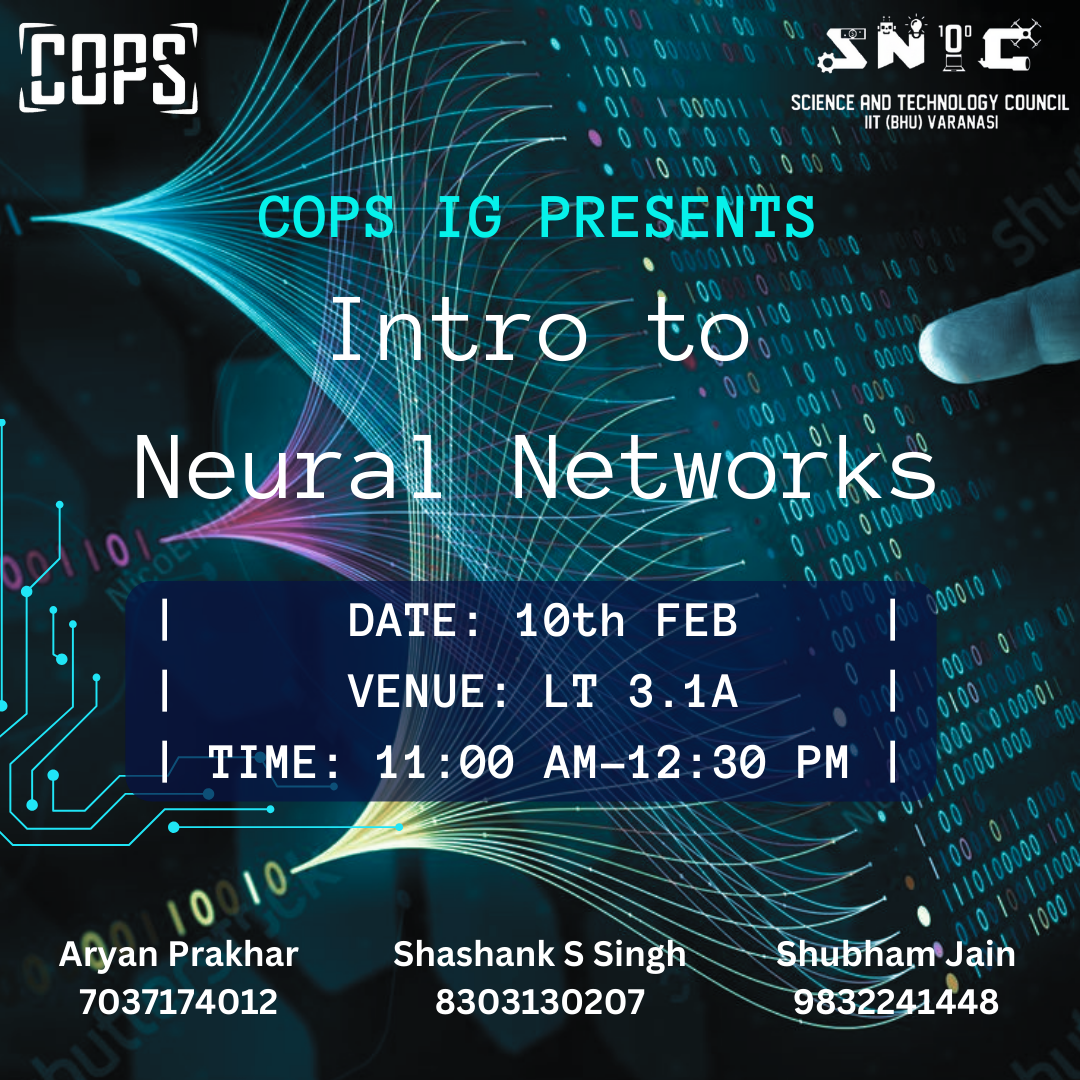 COPS
SNTC
SCIENCE AND TECHNOLOGY COUNCIL
IIT (BHU) VARANASI
COPS IG PRESENTS
Intro to
Neural Networks
| DATE: 10th FEB |
| VENUE: LT 3.1A |
| TIME: 11:00 AM–12:30 PM |
Aryan Prakhar
7037174012
Shashank S Singh
8303130207
Shubham Jain
9832241448